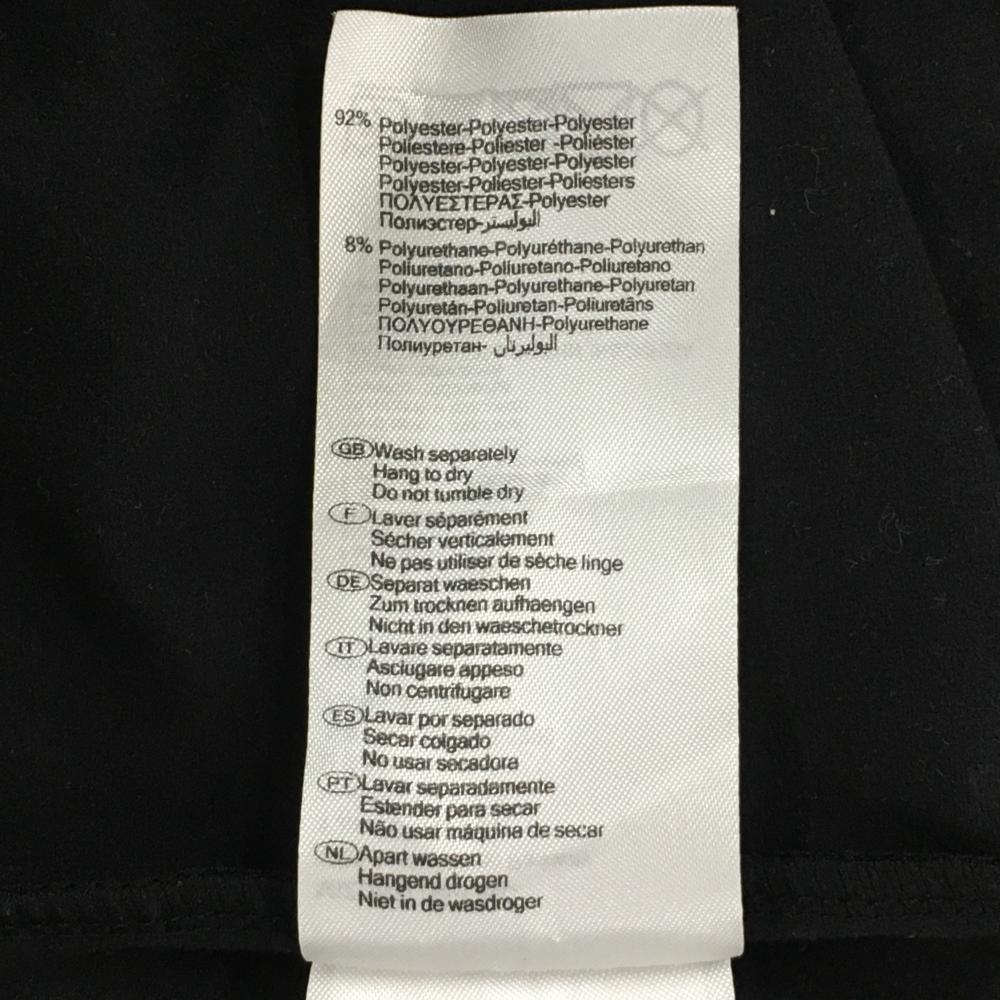 92% Polyester-Polyester-Polyester
Poliestere-Poliester -Poliéster
Polyester-Polyester-Polyester
Polyester-Poliester-Poliesters
ΠΟΛΥΕΣΤΕΡΑΣ-Polyester
Полиэстер-البوليستر
8% Polyurethane-Polyuréthane-Polyurethan
Poliuretano-Poliuretano-Poliuretano
Polyurethaan-Polyurethane-Polyuretan
Polyuretán-Poliuretan-Poliuretāns
ΠΟΛΥΟΥΡΕΘΑΝΗ-Polyurethane
Полиуретан- البوليرتان
GB Wash separately
Hang to dry
Do not tumble dry
F Laver séparément
Sécher verticalement
Ne pas utiliser de sèche linge
DE Separat waeschen
Zum trocknen aufhaengen
Nicht in den waeschetrockner
IT Lavare separatamente
Asciugare appeso
Non centrifugare
ES Lavar por separado
Secar colgado
No usar secadora
PT Lavar separadamente
Estender para secar
Não usar máquina de secar
NL Apart wassen
Hangend drogen
Niet in de wasdroger